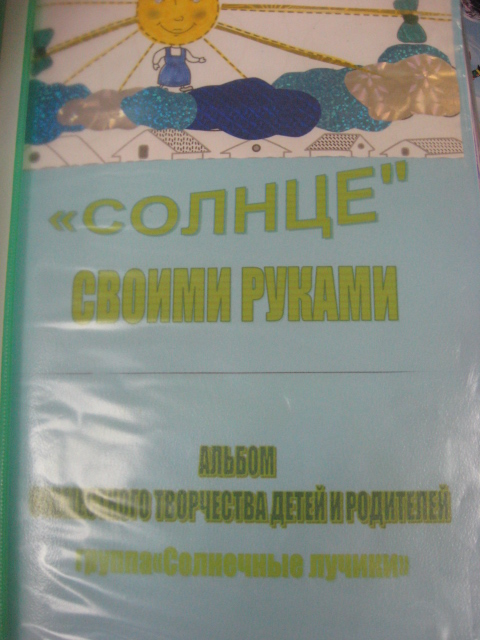 «СОЛНЦЕ"
СВОИМИ РУКАМИ
АЛЬБОМ
ТВОРЧЕСТВА ДЕТЕЙ И РОДИТЕЛЕЙ
группа«Солнечные лучики»